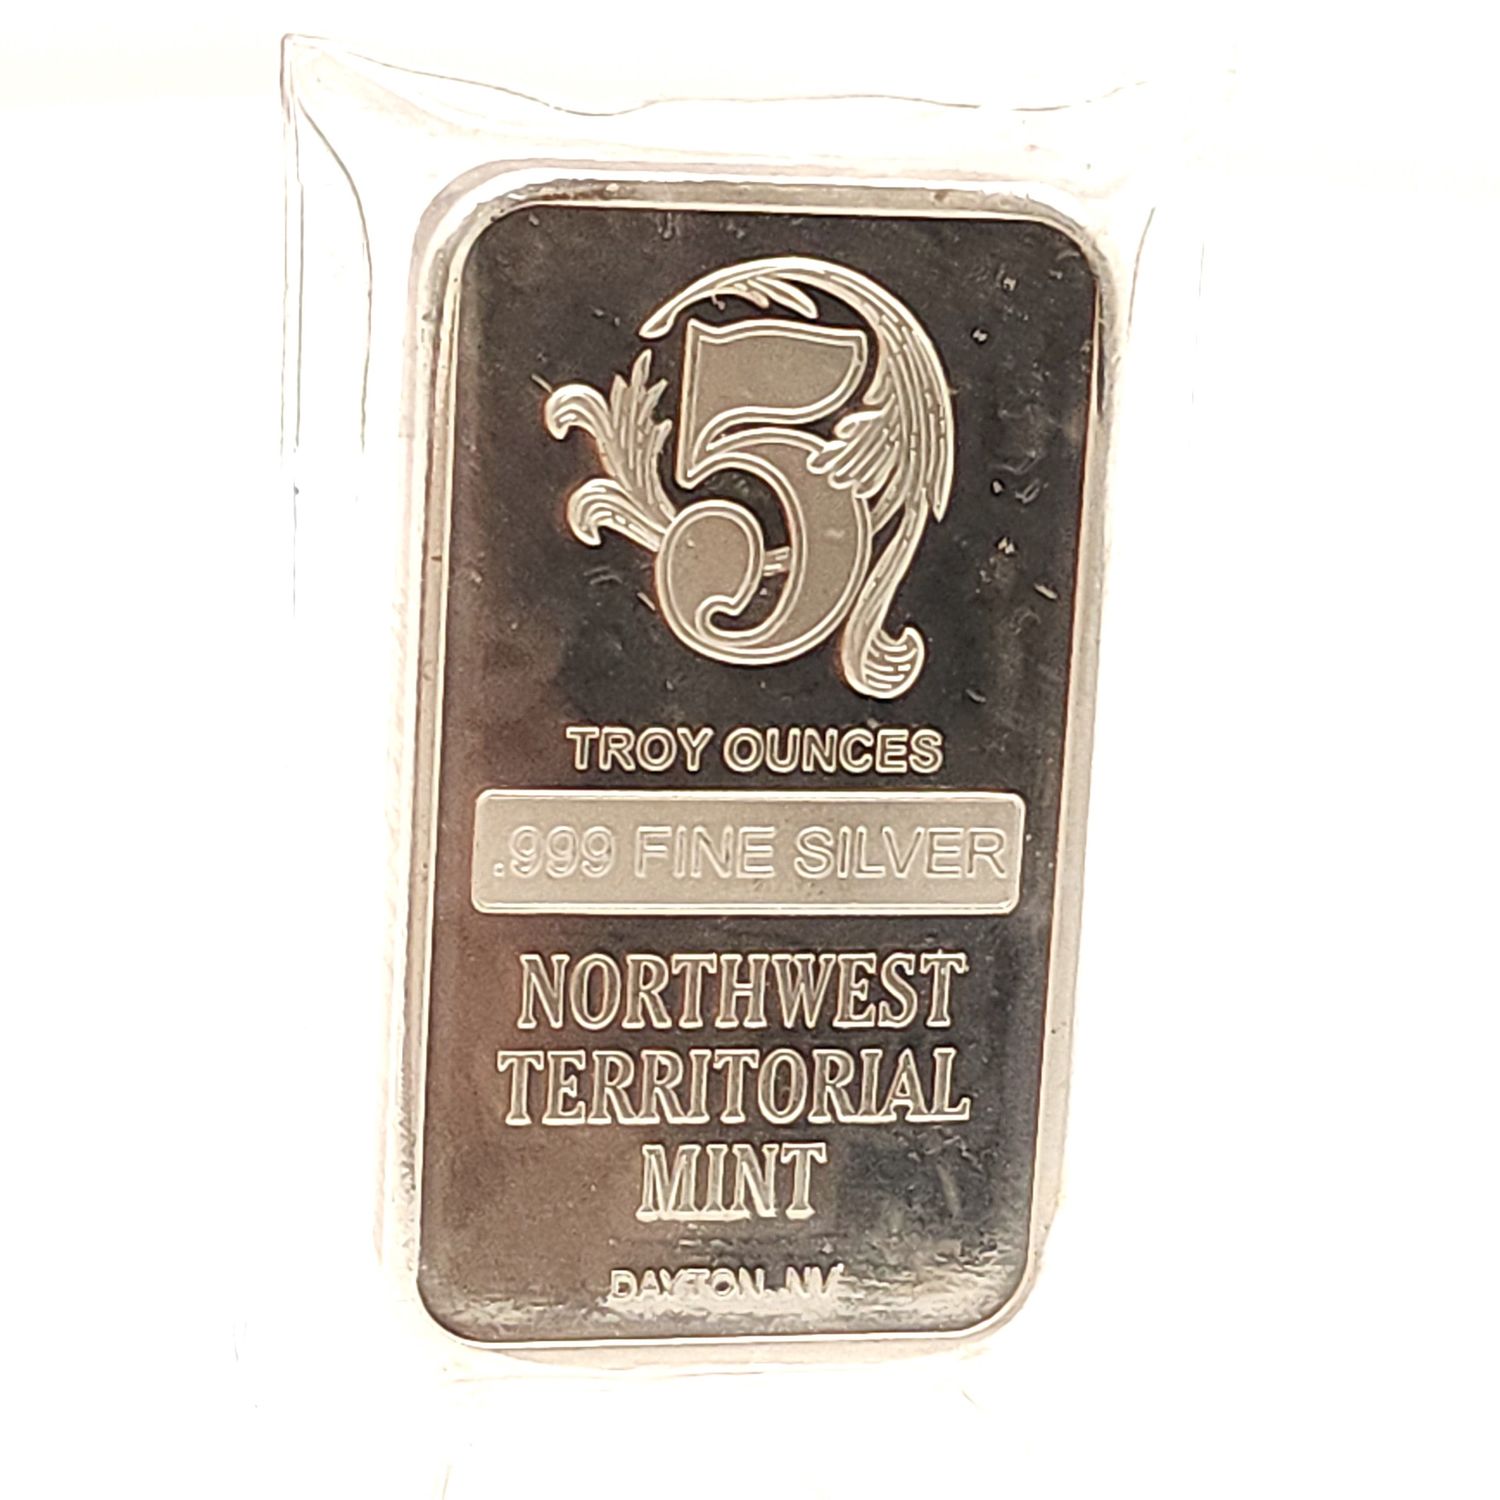 5
TROY OUNCES
.999 FINE SILVER
NORTHWEST
TERRITORIAL
MINT
DAYTON, NV